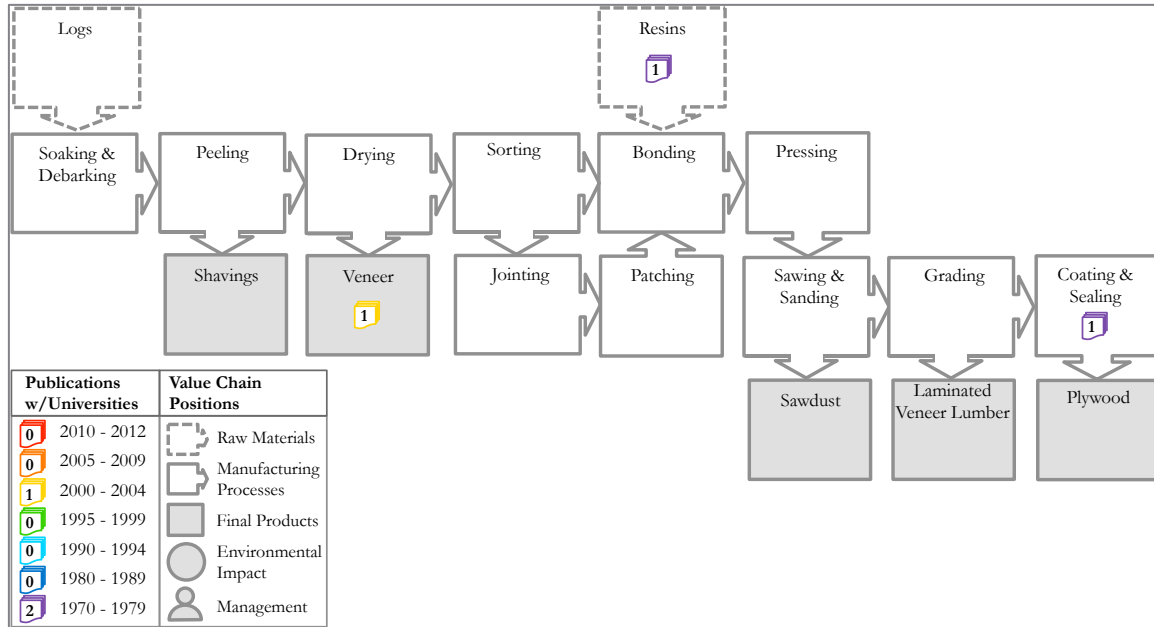 Logs
Resins
1
Soaking &
Debarking
Peeling
Drying
Sorting
Bonding
Pressing
Shavings
Veneer
1
Jointing
Patching
Sawing &
Sanding
Grading
Coating &
Sealing
1
Sawdust
Laminated
Veneer Lumber
Plywood
Publications
w/Universities
0 2010 - 2012
0 2005 - 2009
1 2000 - 2004
0 1995 - 1999
0 1990 - 1994
0 1980 - 1989
2 1970 - 1979
Value Chain
Positions
Raw Materials
Manufacturing
Processes
Final Products
Environmental
Impact
Management